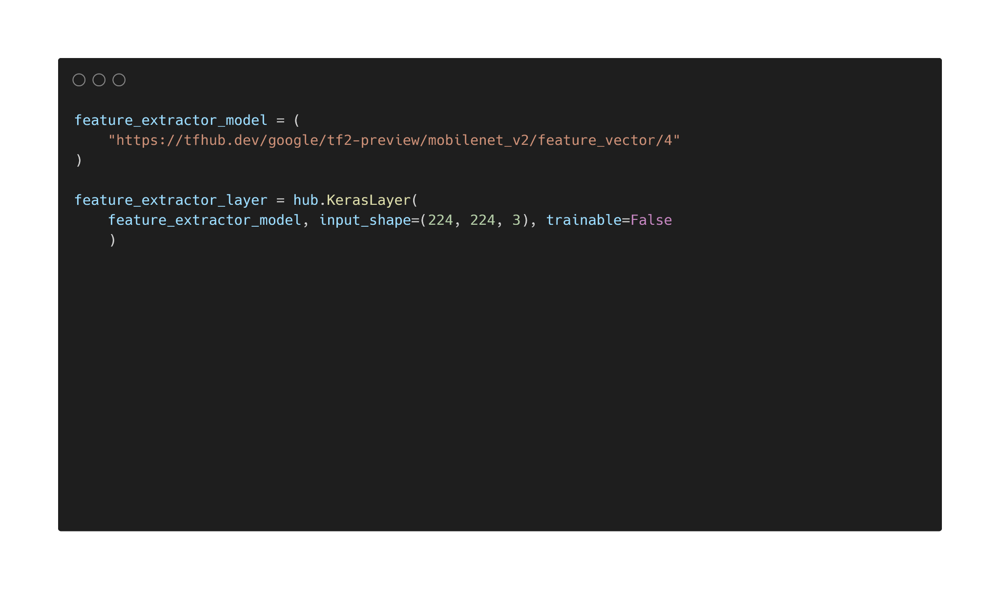 feature_extractor_model = (
    "https://tfhub.dev/google/tf2-preview/mobilenet_v2/feature_vector/4"
)

feature_extractor_layer = hub.KerasLayer(
    feature_extractor_model, input_shape=(224, 224, 3), trainable=False
    )